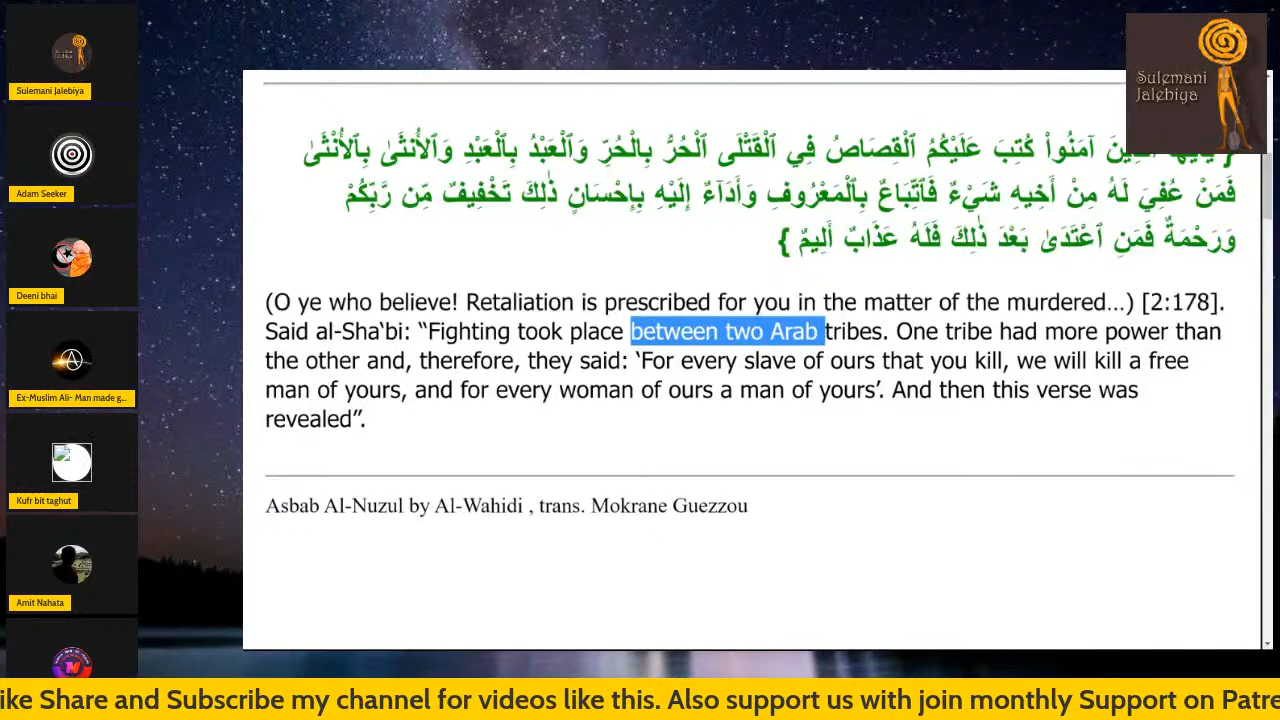 Sulemani Jalebiya
Adam Seeker
Deeni bhai
Ex-Muslim Ali- Man made g...
Kufr bit taghut
Amit Nahata
Sulemani
Jalebiya
ٱلَّذِينَ آمَنُواْ كُتِبَ عَلَيْكُمُ ٱلْقِصَاصُ فِي ٱلْقَتْلَى ٱلْحُرُّ بِالْحُرِّ وَٱلْعَبْدُ بِٱلْعَبْدِ وَٱلأُنثَىٰ بِٱلأُنْثَىٰ
فَمَنْ عُفِيَ لَهُ مِنْ أَخِيهِ شَيْءٌ فَٱتِّبَاعٌ بِٱلْمَعْرُوفِ وَأَدَآءٌ إِلَيْهِ بِإِحْسَانٍ ذٰلِكَ تَخْفِيفٌ مِّن رَّبِّكُمْ
وَرَحْمَةٌ فَمَنِ ٱعْتَدَىٰ بَعْدَ ذٰلِكَ فَلَهُ عَذَابٌ أَلِيمٌ }
(O ye who believe! Retaliation is prescribed for you in the matter of the murdered…) [2:178].
Said al-Sha‘bi: “Fighting took place between two Arab tribes. One tribe had more power than
the other and, therefore, they said: ‘For every slave of ours that you kill, we will kill a free
man of yours, and for every woman of ours a man of yours’. And then this verse was
revealed”.
Asbab Al-Nuzul by Al-Wahidi , trans. Mokrane Guezzou
ike Share and Subscribe my channel for videos like this. Also support us with join monthly Support on Patre